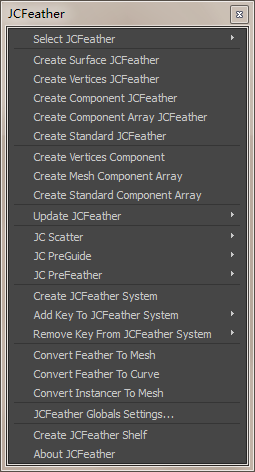 JCFeather
Select JCFeather
Create Surface JCFeather
Create Vertices JCFeather
Create Component JCFeather
Create Component Array JCFeather
Create Standard JCFeather
Create Vertices Component
Create Mesh Component Array
Create Standard Component Array
Update JCFeather
JC Scatter
JC PreGuide
JC PreFeather
Create JCFeather System
Add Key To JCFeather System
Remove Key From JCFeather System
Convert Feather To Mesh
Convert Feather To Curve
Convert Instancer To Mesh
JCFeather Globals Settings...
Create JCFeather Shelf
About JCFeather